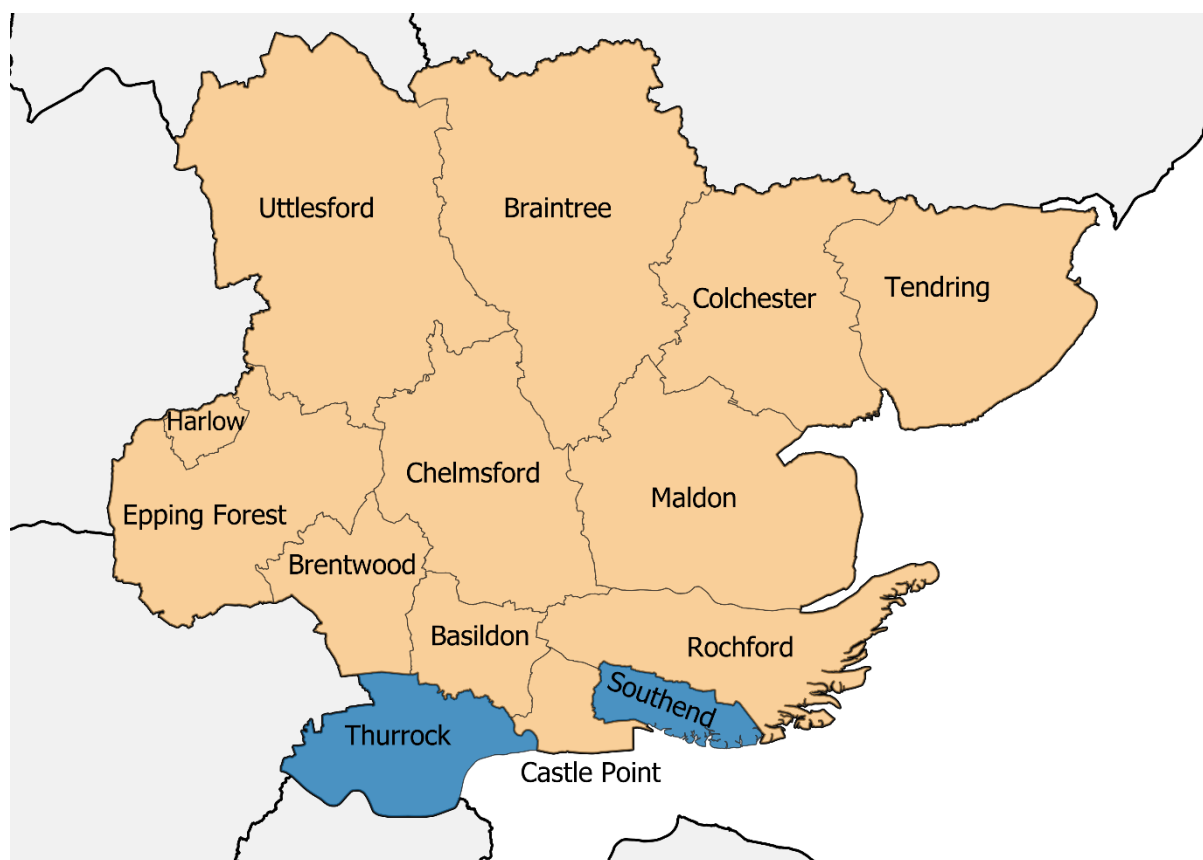 Uttlesford
Braintree
Colchester
Tendring
Harlow
Chelmsford
Maldon
Epping Forest
Brentwood
Basildon
Rochford
Southend
Thurrock
Castle Point